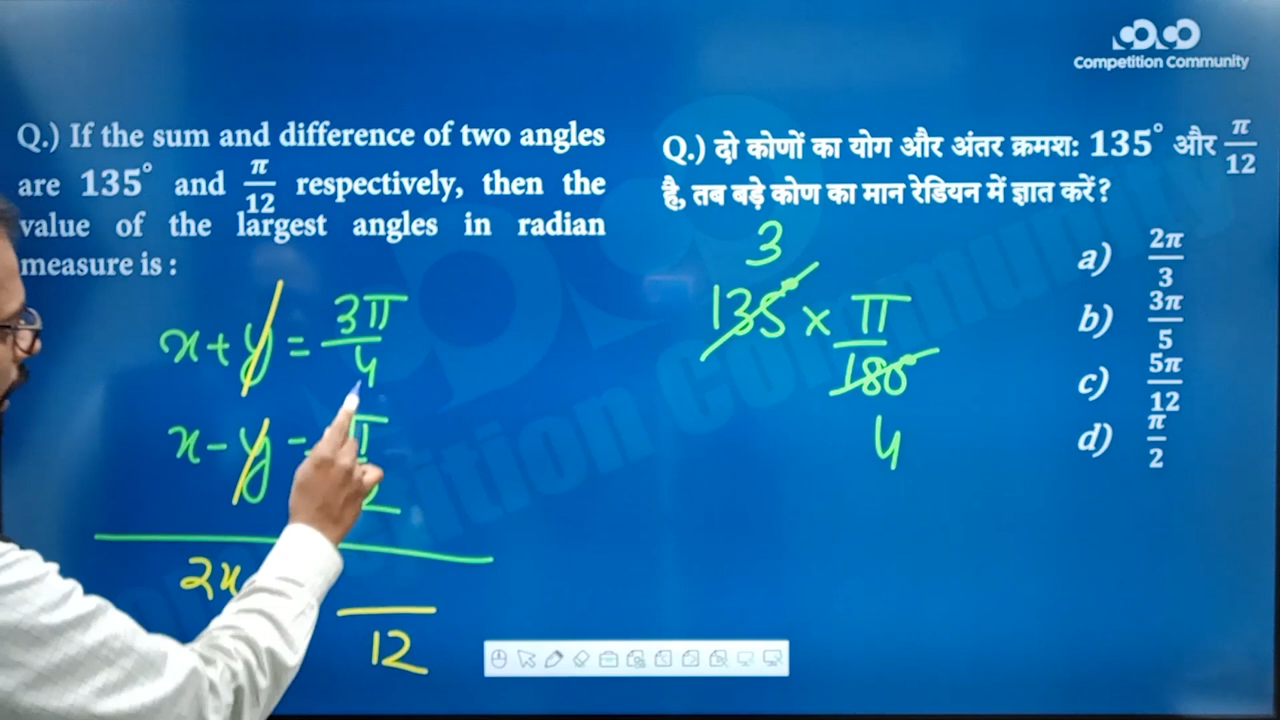 Competition Community
Q.) If the sum and difference of two angles
are 135° and π/12 respectively, then the
value of the largest angles in radian
measure is :
x + y = 3π/4
x - y =
2x
12
Q.) दो कोणों का योग और अंतर क्रमश: 135° और π/12
है, तब बड़े कोण का मान रेडियन में ज्ञात करें?
3
135° × π/180°
4
a) 2π/3
b) 3π/5
c) 5π/12
d) π/2